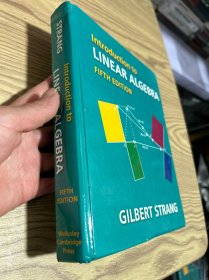 STRANG
Introduction to
LINEAR ALGEBRA
FIFTH
EDITION
Wellesley
Cambridge
Press
Introduction to
LINEAR ALGEBRA
FIFTH EDITION
GILBERT STRANG